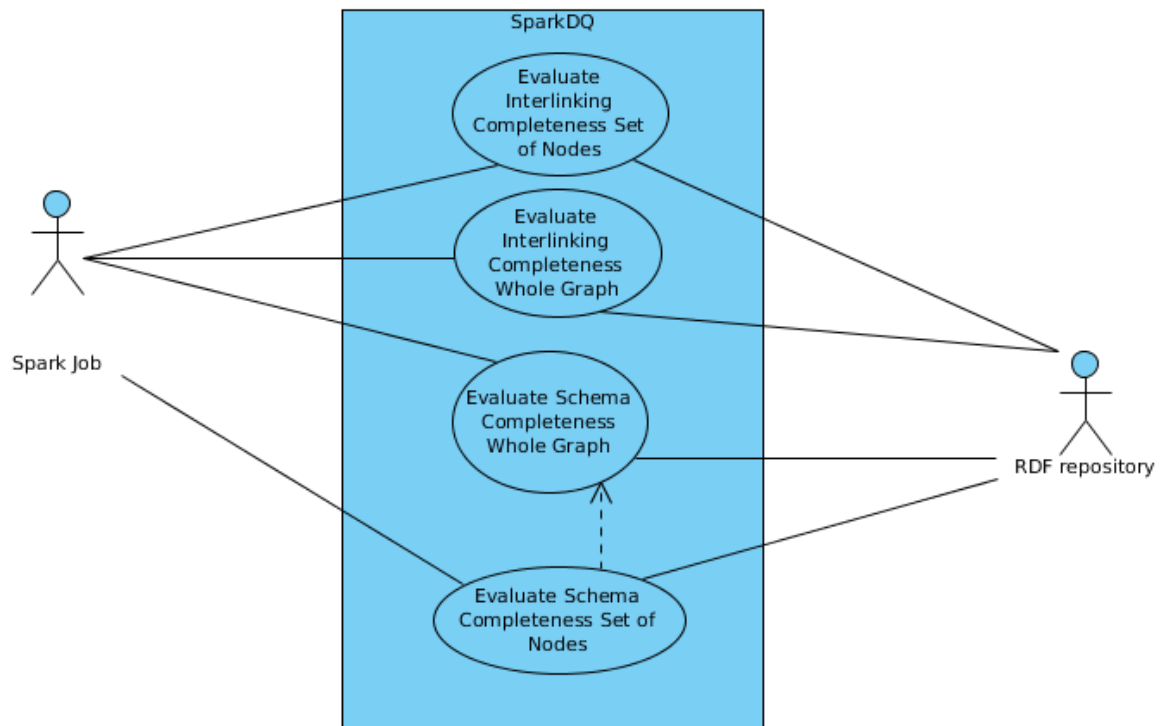 SparkDQ
Evaluate
Interlinking
Completeness Set
of Nodes
Evaluate
Interlinking
Completeness
Whole Graph
Spark Job
Evaluate Schema
Completeness
Whole Graph
RDF repository
Evaluate Schema
Completeness Set of
Nodes